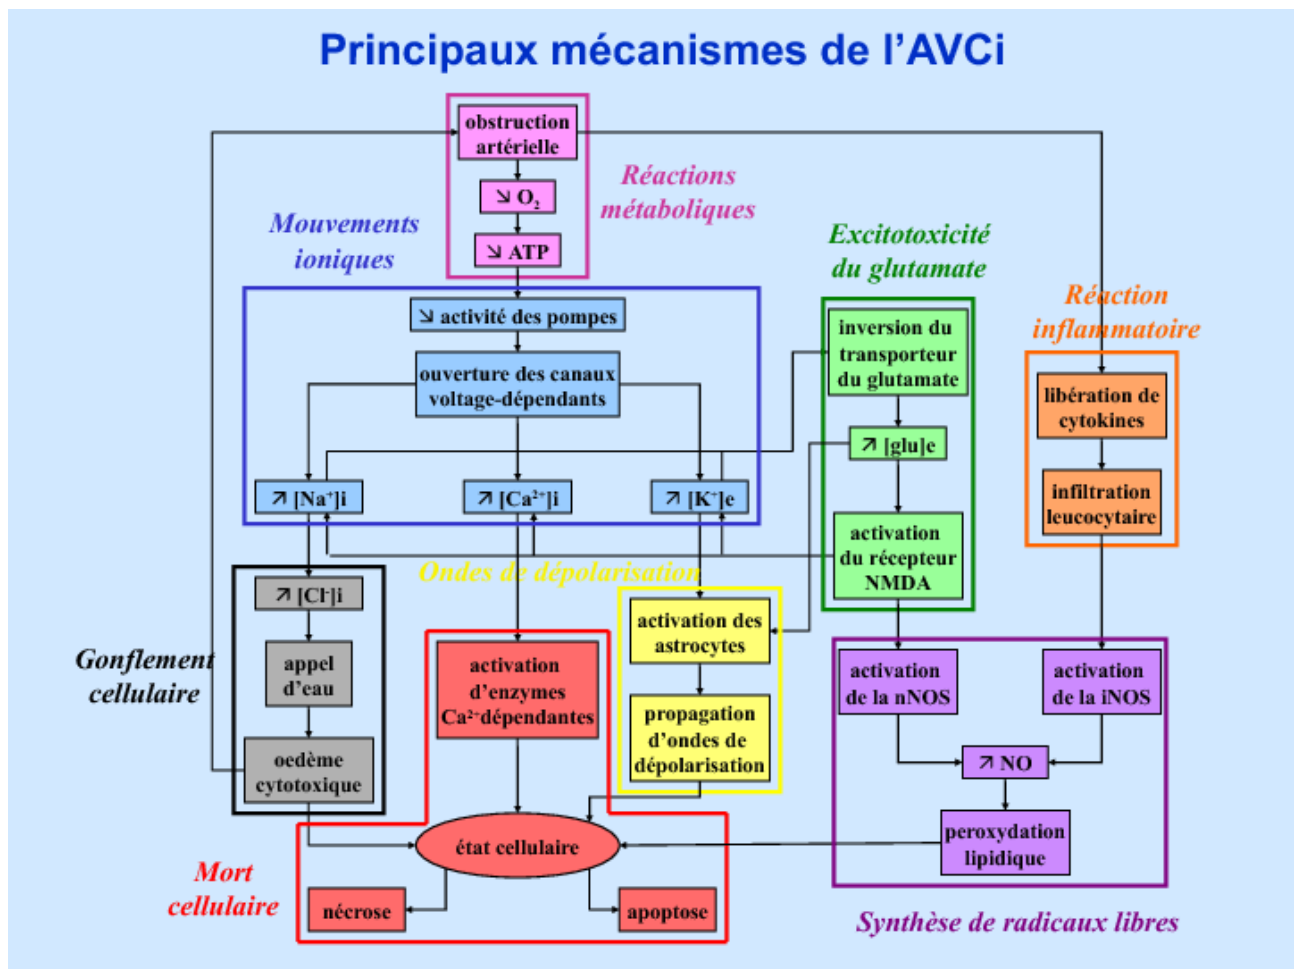 Principaux mécanismes de l'AVCi
obstruction
artérielle
↘ O₂
↘ ATP
Réactions
métaboliques
Mouvements
ioniques
↘ activité des pompes
ouverture des canaux
voltage-dépendants
↗ [Na⁺]i
↗ [Ca²⁺]i
↗ [K⁺]e
Excitotoxicité
du glutamate
inversion du
transporteur
du glutamate
↗ [glu]e
activation
du récepteur
NMDA
Réaction
inflammatoire
libération de
cytokines
infiltration
leucocytaire
Ondes de dépolarisation
activation des
astrocytes
propagation
d'ondes de
dépolarisation
Gonflement
cellulaire
↗ [Cl⁻]i
appel
d'eau
oedème
cytotoxique
activation
d'enzymes
Ca²⁺dépendantes
état cellulaire
nécrose
apoptose
Mort
cellulaire
activation
de la nNOS
activation
de la iNOS
↗ NO
peroxydation
lipidique
Synthèse de radicaux libres